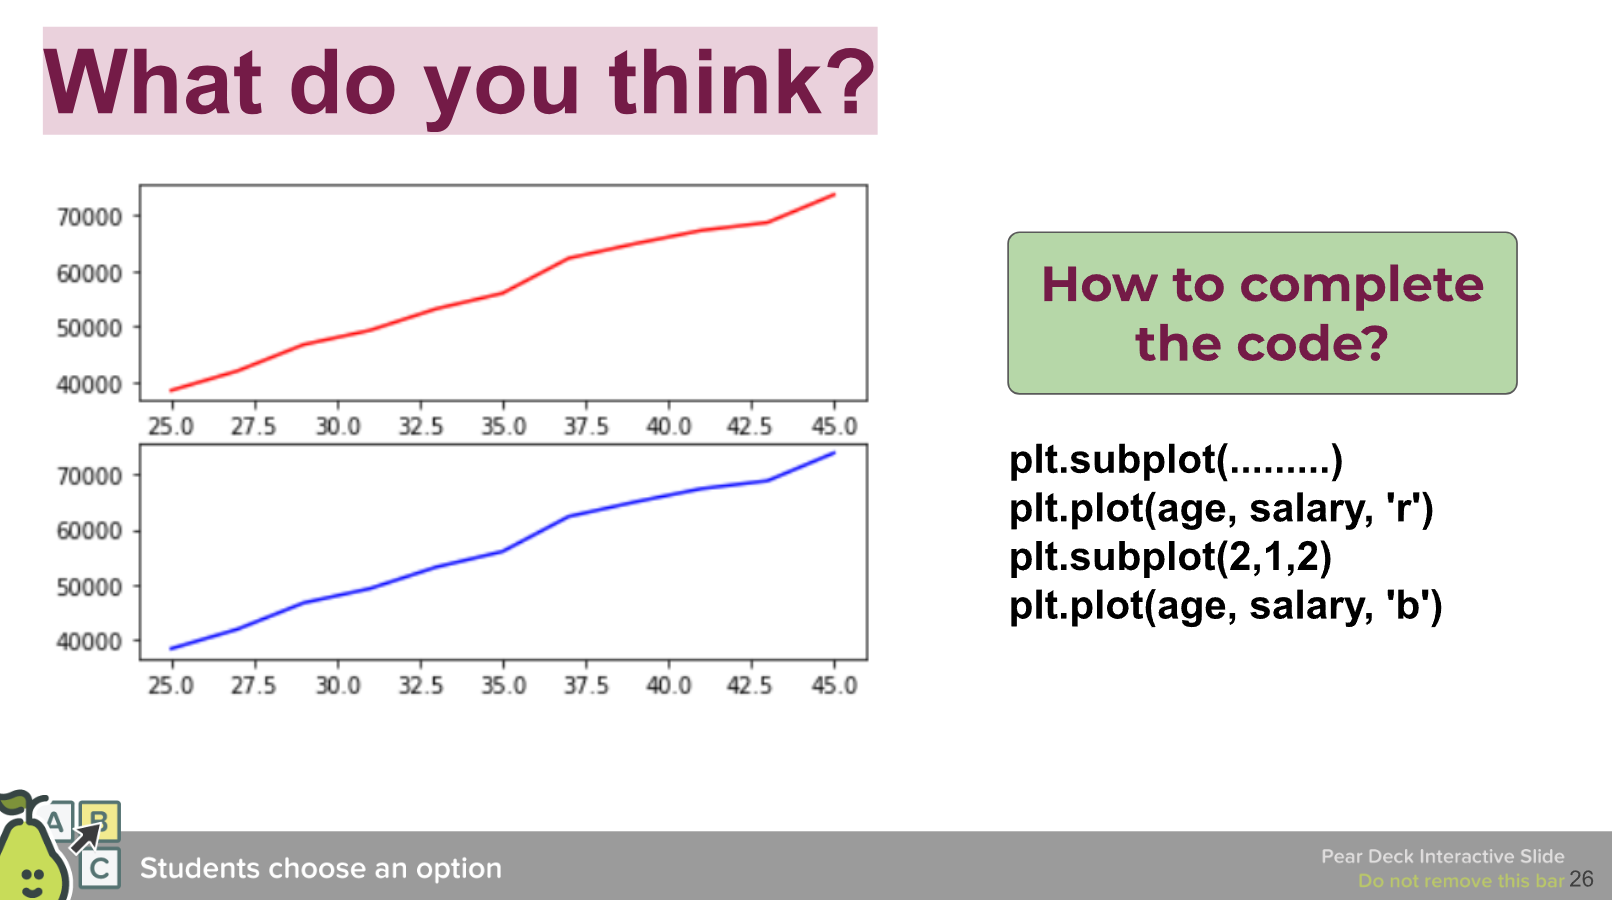 What do you think?
70000
60000
50000
40000
25.0 27.5 30.0 32.5 35.0 37.5 40.0 42.5 45.0
70000
60000
50000
40000
25.0 27.5 30.0 32.5 35.0 37.5 40.0 42.5 45.0
How to complete
the code?
plt.subplot(.........)
plt.plot(age, salary, 'r')
plt.subplot(2,1,2)
plt.plot(age, salary, 'b')
A B
C
Students choose an option
Pear Deck Interactive Slide
Do not remove this bar 26